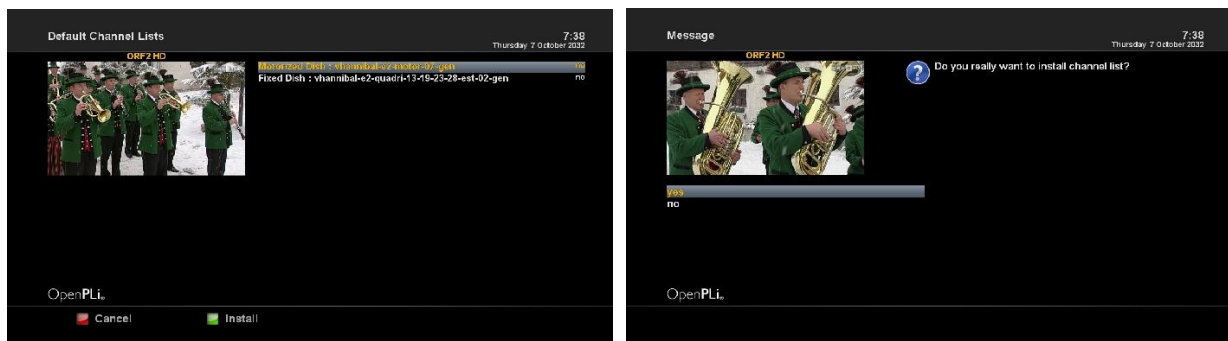 Default Channel Lists
7:38
Thursday 7 October 2032
ORF2 HD
Motorized Dish : vhannibal-e2-motor-02-gen no
Fixed Dish : vhannibal-e2-quadri-13-19-23-28-est-02-gen no
OpenPLi®
Cancel Install
Message
7:38
Thursday 7 October 2032
ORF2 HD
Do you really want to install channel list?
yes
no
OpenPLi®